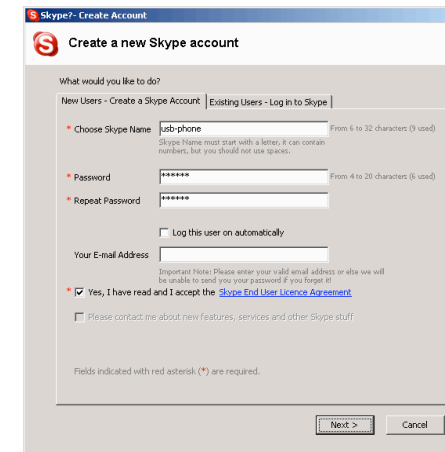 S Skype?- Create Account
S Create a new Skype account
What would you like to do?
New Users - Create a Skype Account Existing Users - Log in to Skype
* Choose Skype Name usb-phone From 6 to 32 characters (9 used)
Skype Name must start with a letter, it can contain
numbers, but you should not use spaces.
* Password ****** From 4 to 20 characters (6 used)
* Repeat Password ******
Log this user on automatically
Your E-mail Address
Important Note: Please enter your valid email address or else we will
be unable to send you your password if you forget it!
* Yes, I have read and I accept the Skype End User Licence Agreement
Please contact me about new features, services and other Skype stuff
Fields indicated with red asterisk (*) are required.
Next > Cancel